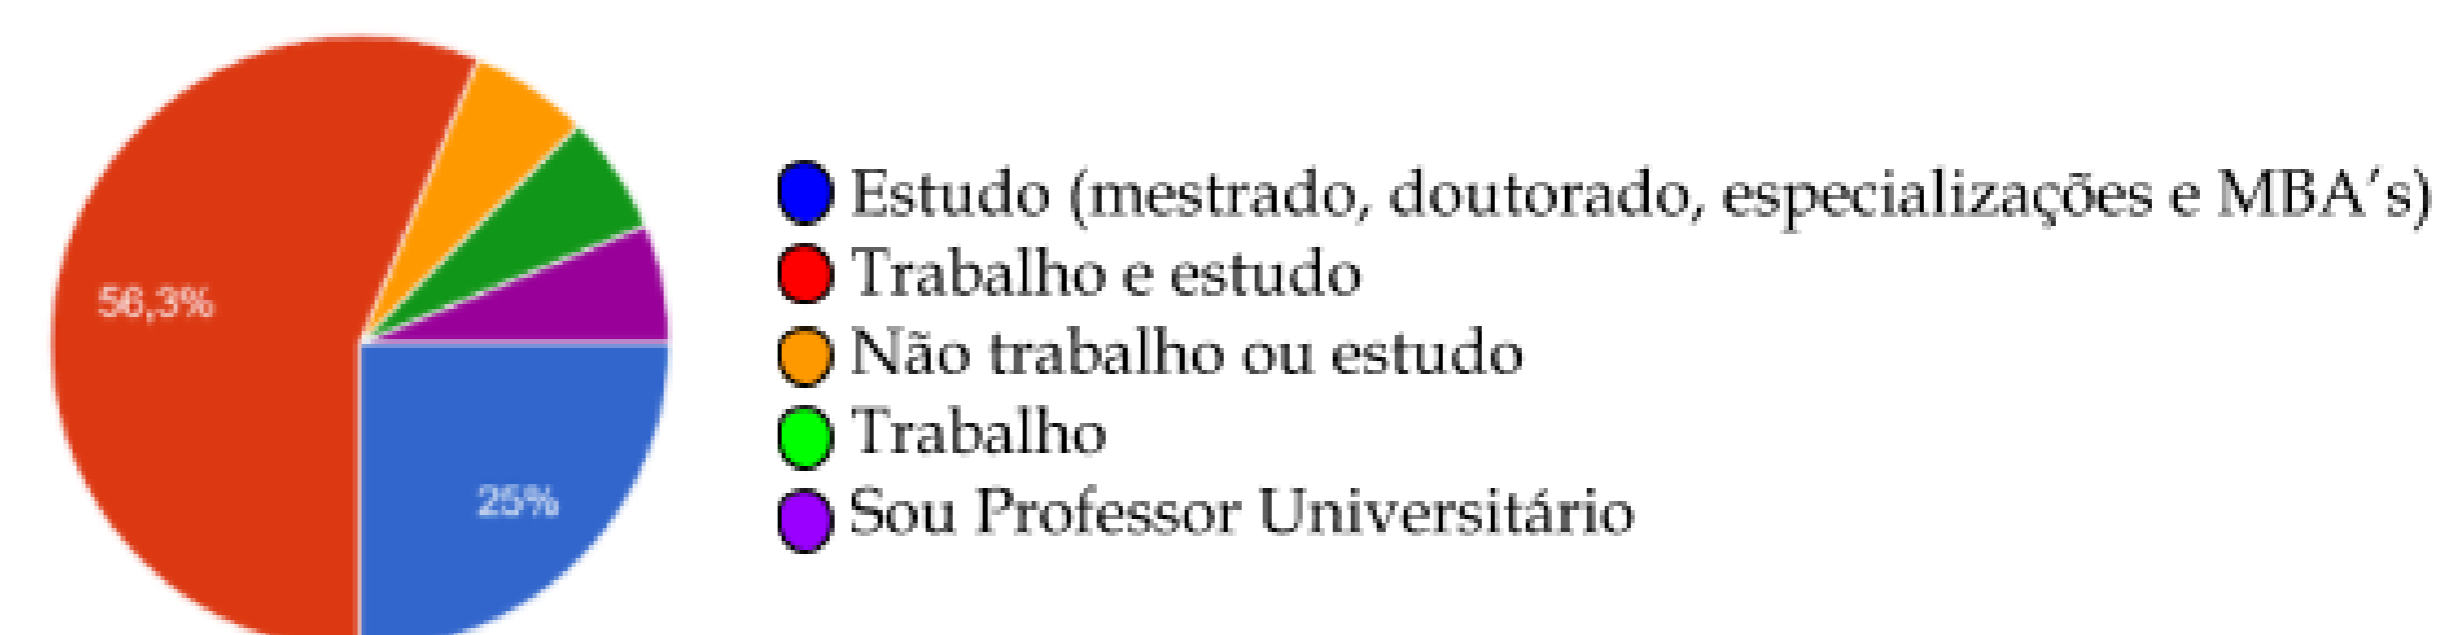 56,3%
25%
Estudo (mestrado, doutorado, especializações e MBA's)
Trabalho e estudo
Não trabalho ou estudo
Trabalho
Sou Professor Universitário